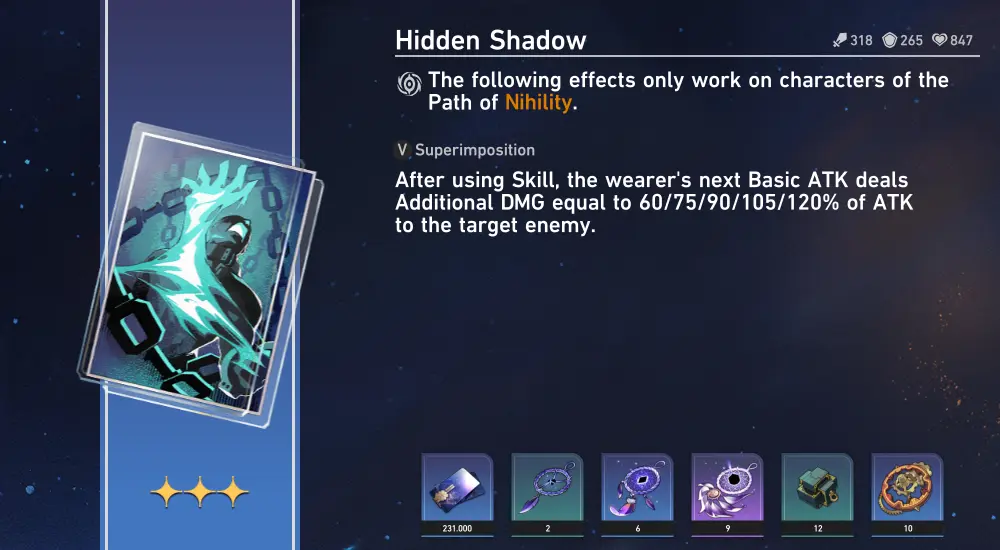 Hidden Shadow 318 265 847
The following effects only work on characters of the
Path of Nihility.
V Superimposition
After using Skill, the wearer's next Basic ATK deals
Additional DMG equal to 60/75/90/105/120% of ATK
to the target enemy.
231.000 2 6 9 12 10